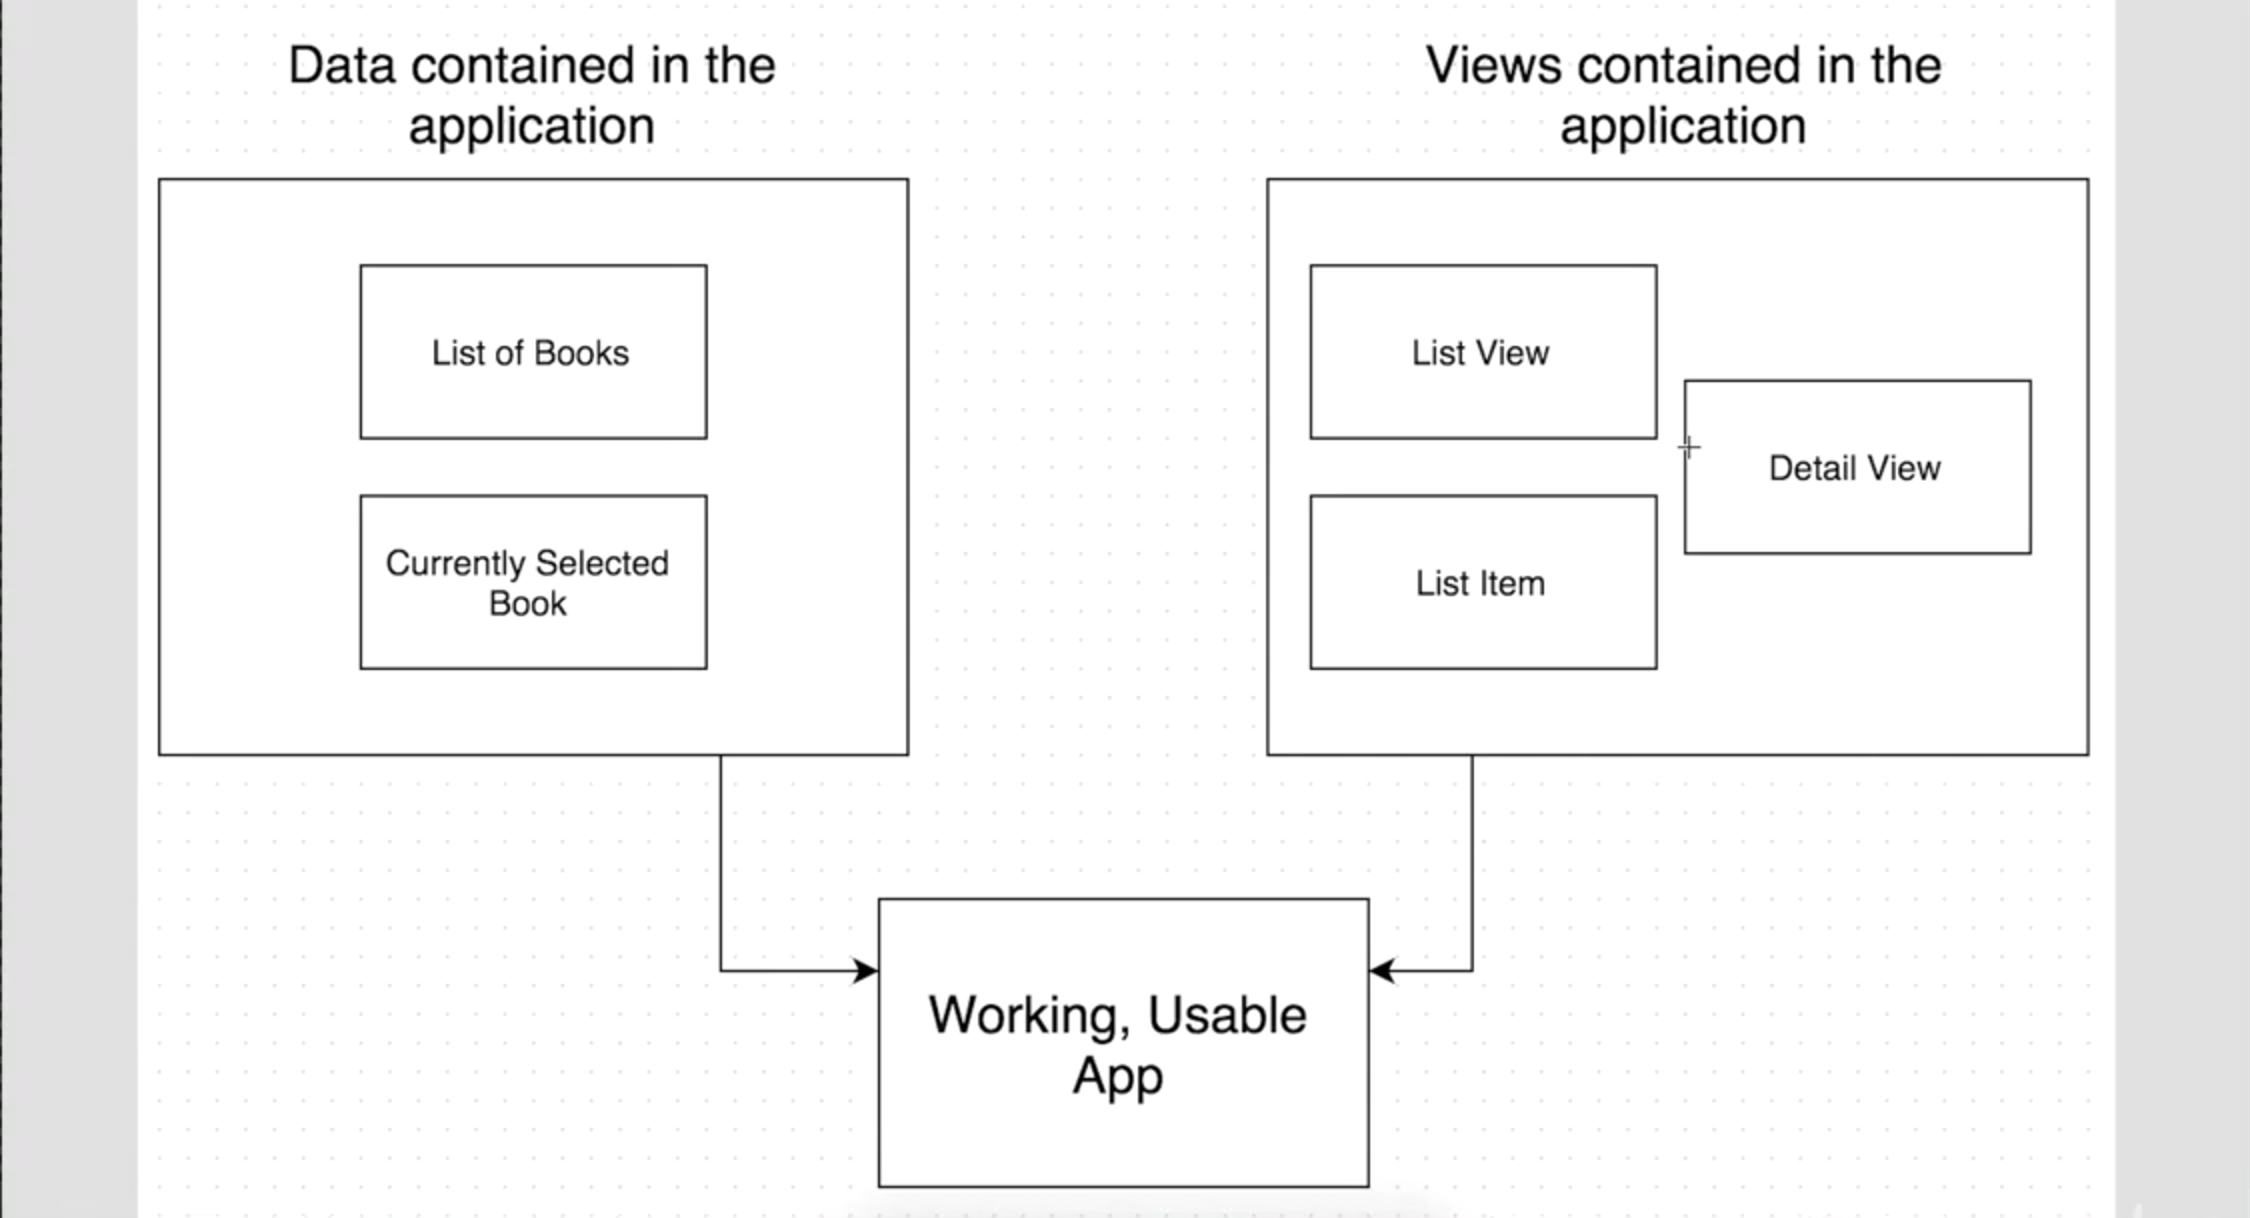 Data contained in the
application
Views contained in the
application
List of Books
Currently Selected
Book
List View
Detail View
List Item
Working, Usable
App